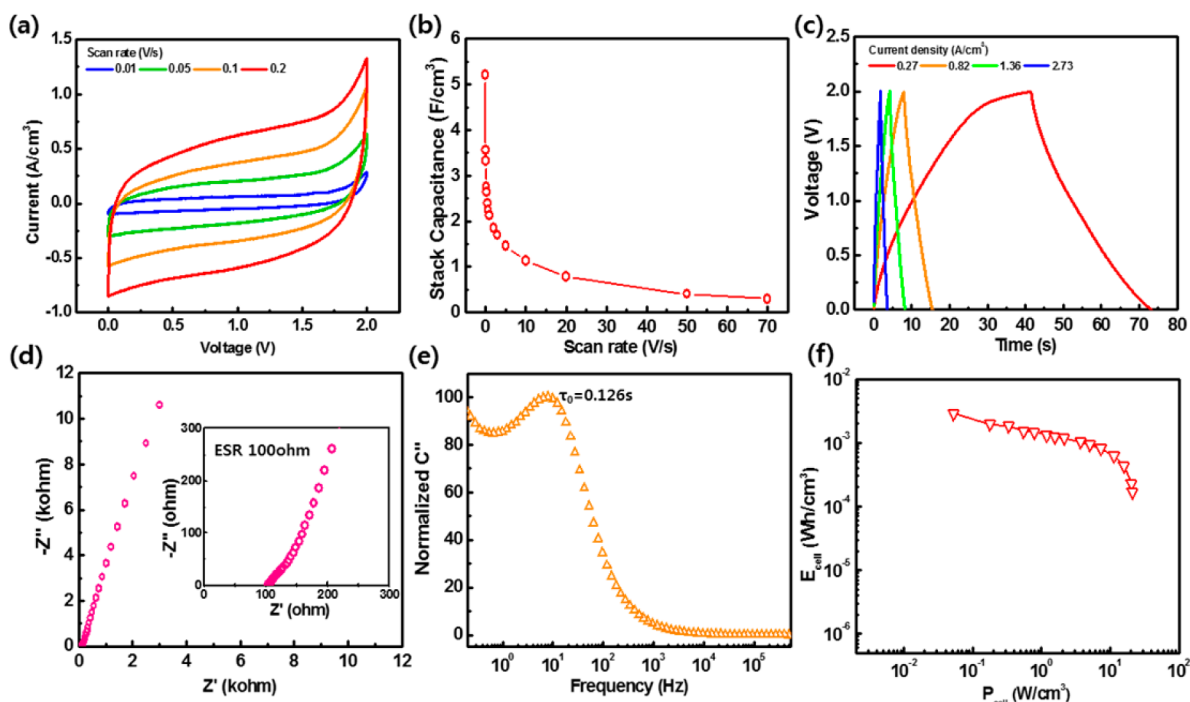 (a)
Scan rate (V/s)
0.01 0.05 0.1 0.2
1.5
1.0
0.5
0.0
-0.5
-1.0
Current (A/cm³)
0.0 0.5 1.0 1.5 2.0
Voltage (V)
(b)
6
5
4
3
2
1
0
Stack Capacitance (F/cm³)
0 10 20 30 40 50 60 70
Scan rate (V/s)
(c)
Current density (A/cm³)
0.27 0.82 1.36 2.73
2.5
2.0
1.5
1.0
0.5
0.0
Voltage (V)
0 10 20 30 40 50 60 70 80
Time (s)
(d)
12
10
8
6
4
2
0
-Z'' (kohm)
0 2 4 6 8 10 12
Z' (kohm)
ESR 100ohm
300
200
100
0
-Z'' (ohm)
0 100 200 300
Z' (ohm)
(e)
τ₀=0.126s
100
80
60
40
20
0
Normalized C''
10⁰ 10¹ 10² 10³ 10⁴ 10⁵
Frequency (Hz)
(f)
10⁻²
10⁻³
10⁻⁴
10⁻⁵
10⁻⁶
E_cell (Wh/cm³)
10⁻² 10⁻¹ 10⁰ 10¹ 10²
P (W/cm³)